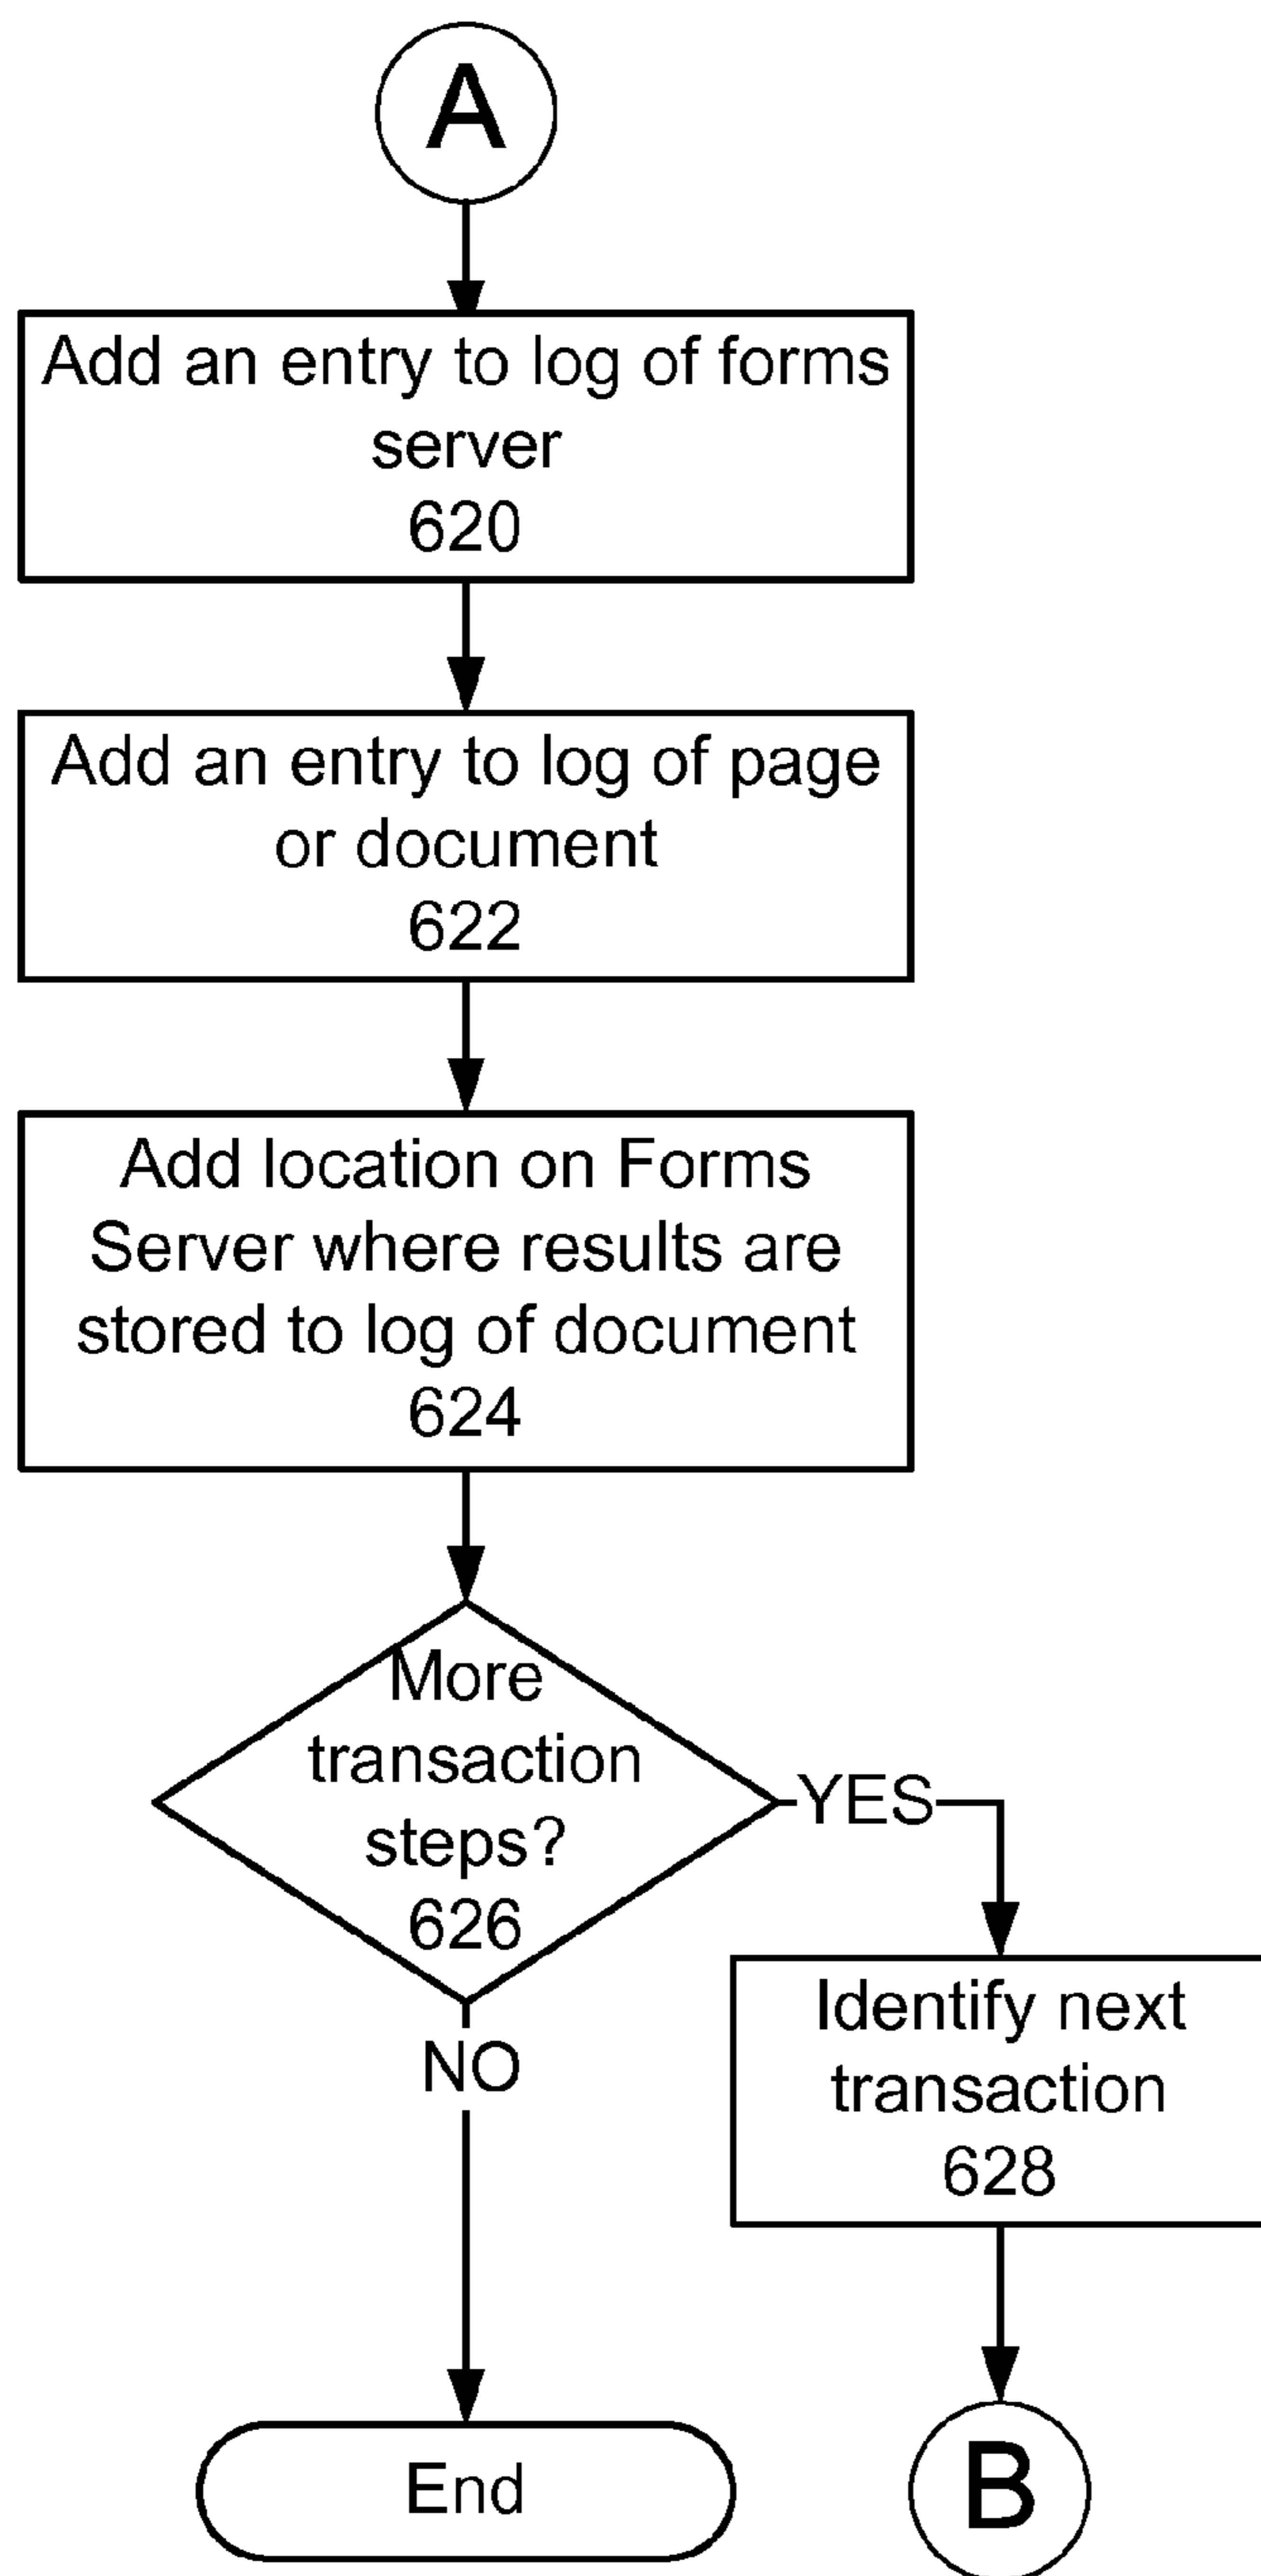 A
Add an entry to log of forms
server
620
Add an entry to log of page
or document
622
Add location on Forms
Server where results are
stored to log of document
624
More
transaction
steps?
626
YES
NO
Identify next
transaction
628
End
B